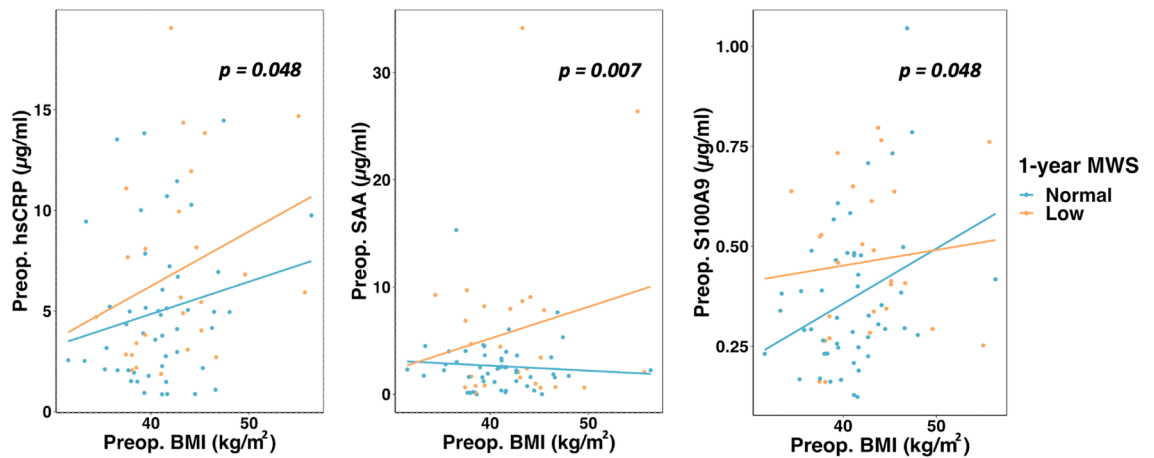 Preop. hsCRP (µg/ml)
15
10
5
0
40
50
Preop. BMI (kg/m²)
p = 0.048
Preop. SAA (µg/ml)
30
20
10
0
40
50
Preop. BMI (kg/m²)
p = 0.007
Preop. S100A9 (µg/ml)
1.00
0.75
0.50
0.25
40
50
Preop. BMI (kg/m²)
p = 0.048
1-year MWS
Normal
Low